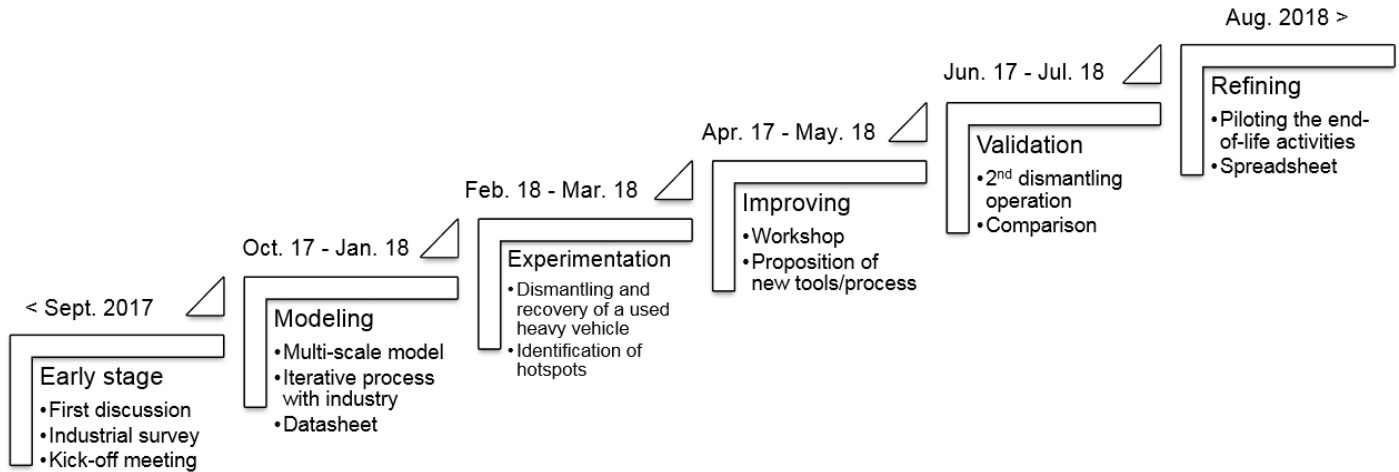 < Sept. 2017
Early stage
•First discussion
•Industrial survey
•Kick-off meeting
Oct. 17 - Jan. 18
Modeling
•Multi-scale model
•Iterative process
with industry
•Datasheet
Feb. 18 - Mar. 18
Experimentation
•Dismantling and
recovery of a used
heavy vehicle
•Identification of
hotspots
Apr. 17 - May. 18
Improving
•Workshop
•Proposition of
new tools/process
Jun. 17 - Jul. 18
Validation
•2nd dismantling
operation
•Comparison
Aug. 2018 >
Refining
•Piloting the end-
of-life activities
•Spreadsheet